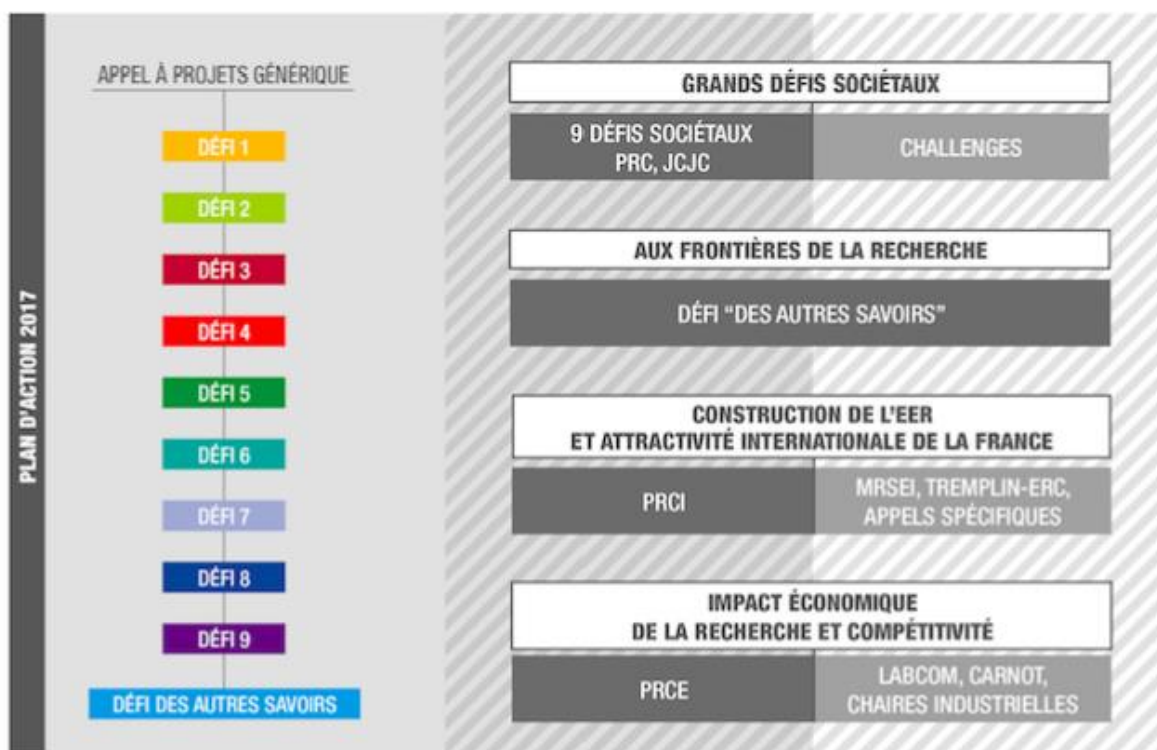 PLAN D'ACTION 2017
APPEL À PROJETS GÉNÉRIQUE
DÉFI 1
DÉFI 2
DÉFI 3
DÉFI 4
DÉFI 5
DÉFI 6
DÉFI 7
DÉFI 8
DÉFI 9
DÉFI DES AUTRES SAVOIRS
GRANDS DÉFIS SOCIÉTAUX
9 DÉFIS SOCIÉTAUX
PRC, JCJC
CHALLENGES
AUX FRONTIÈRES DE LA RECHERCHE
DÉFI “DES AUTRES SAVOIRS”
CONSTRUCTION DE L'EER
ET ATTRACTIVITÉ INTERNATIONALE DE LA FRANCE
PRCI
MRSEI, TREMPLIN-ERC,
APPELS SPÉCIFIQUES
IMPACT ÉCONOMIQUE
DE LA RECHERCHE ET COMPÉTITIVITÉ
PRCE
LABCOM, CARNOT,
CHAIRES INDUSTRIELLES